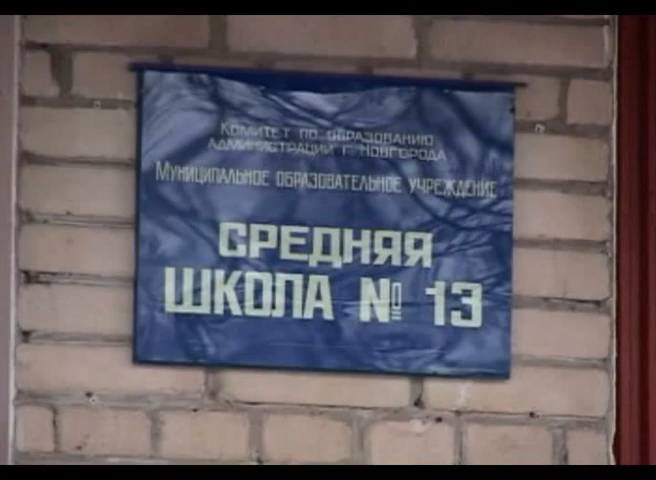 Комитет по образованию
администрации г. Новгорода
Муниципальное образовательное учреждение
СРЕДНЯЯ
ШКОЛА № 13